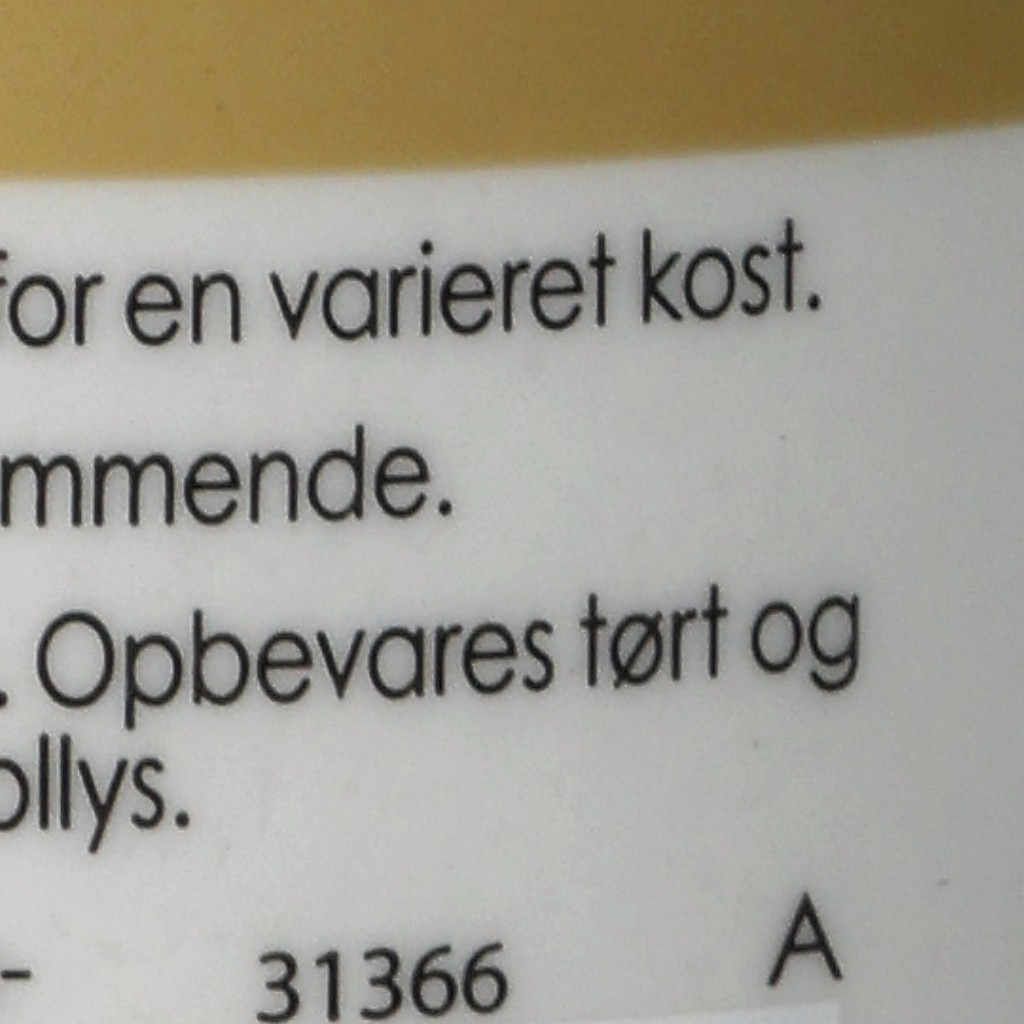 for en varieret kost.
mmende.
. Opbevares tørt og
ollys.
- 31366 A